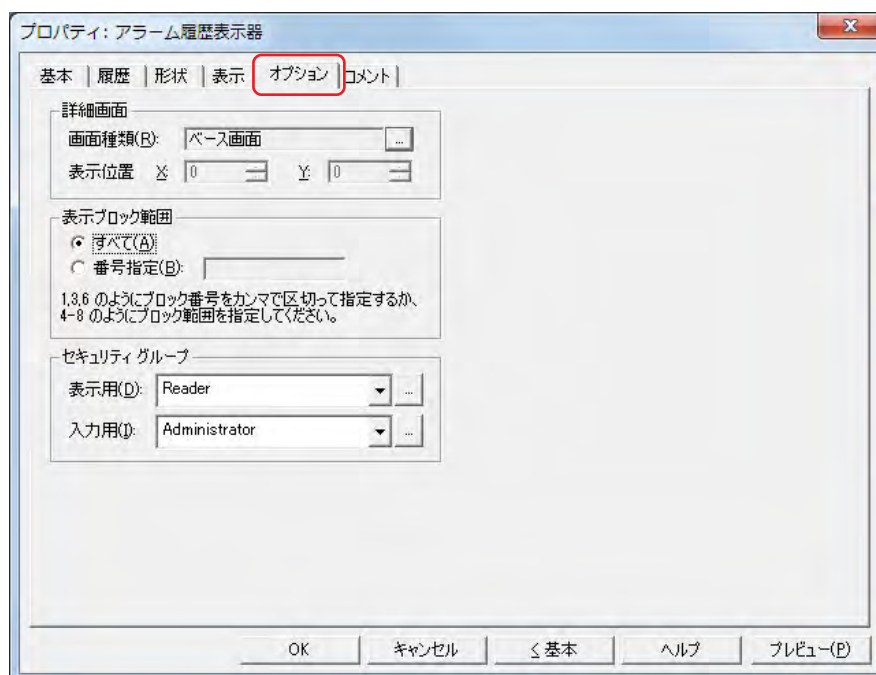 プロパティ：アラーム履歴表示器
基本 履歴 形状 表示 オプション コメント
詳細画面
画面種類(R): ベース画面 ...
表示位置 X: 0 Y: 0
表示ブロック範囲
すべて(A)
番号指定(B):
1,3,6 のようにブロック番号をカンマで区切って指定するか、
4-8 のようにブロック範囲を指定してください。
セキュリティ グループ
表示用(D): Reader ...
入力用(I): Administrator ...
OK キャンセル < 基本 ヘルプ プレビュー(P)